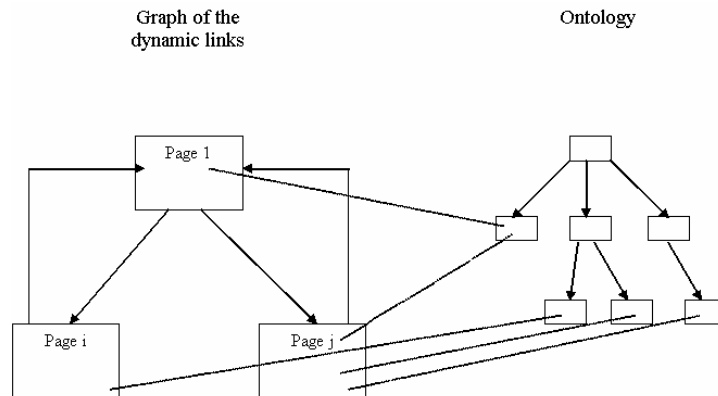 Graph of the
dynamic links
Ontology
Page 1
Page i
Page j